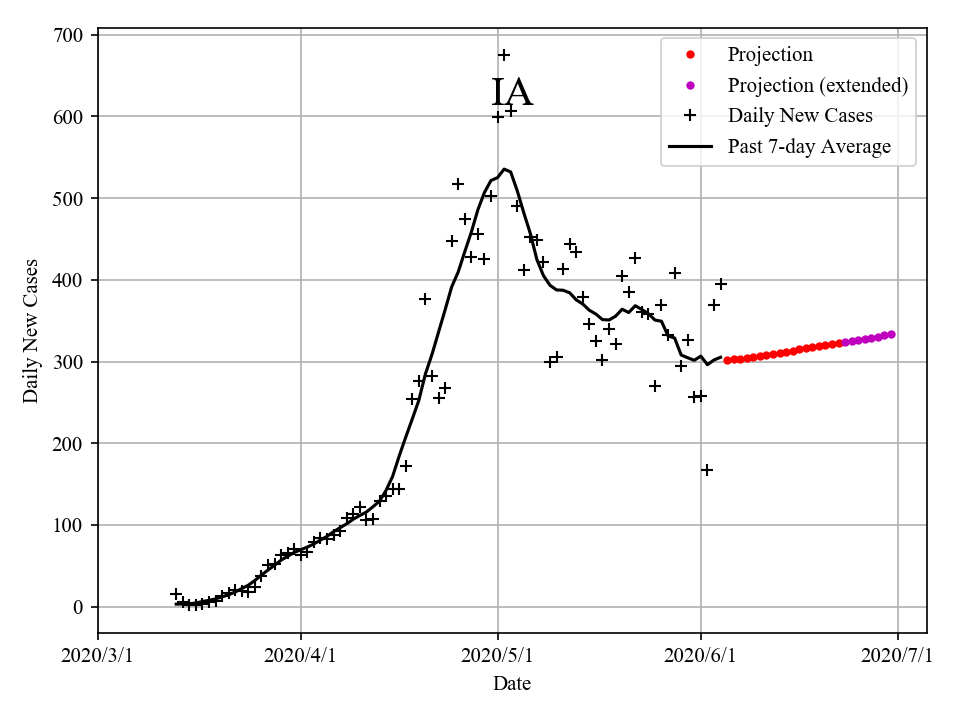 700
600
500
400
300
200
100
0
Daily New Cases
IA
Projection
Projection (extended)
Daily New Cases
Past 7-day Average
2020/3/1 2020/4/1 2020/5/1 2020/6/1 2020/7/1
Date